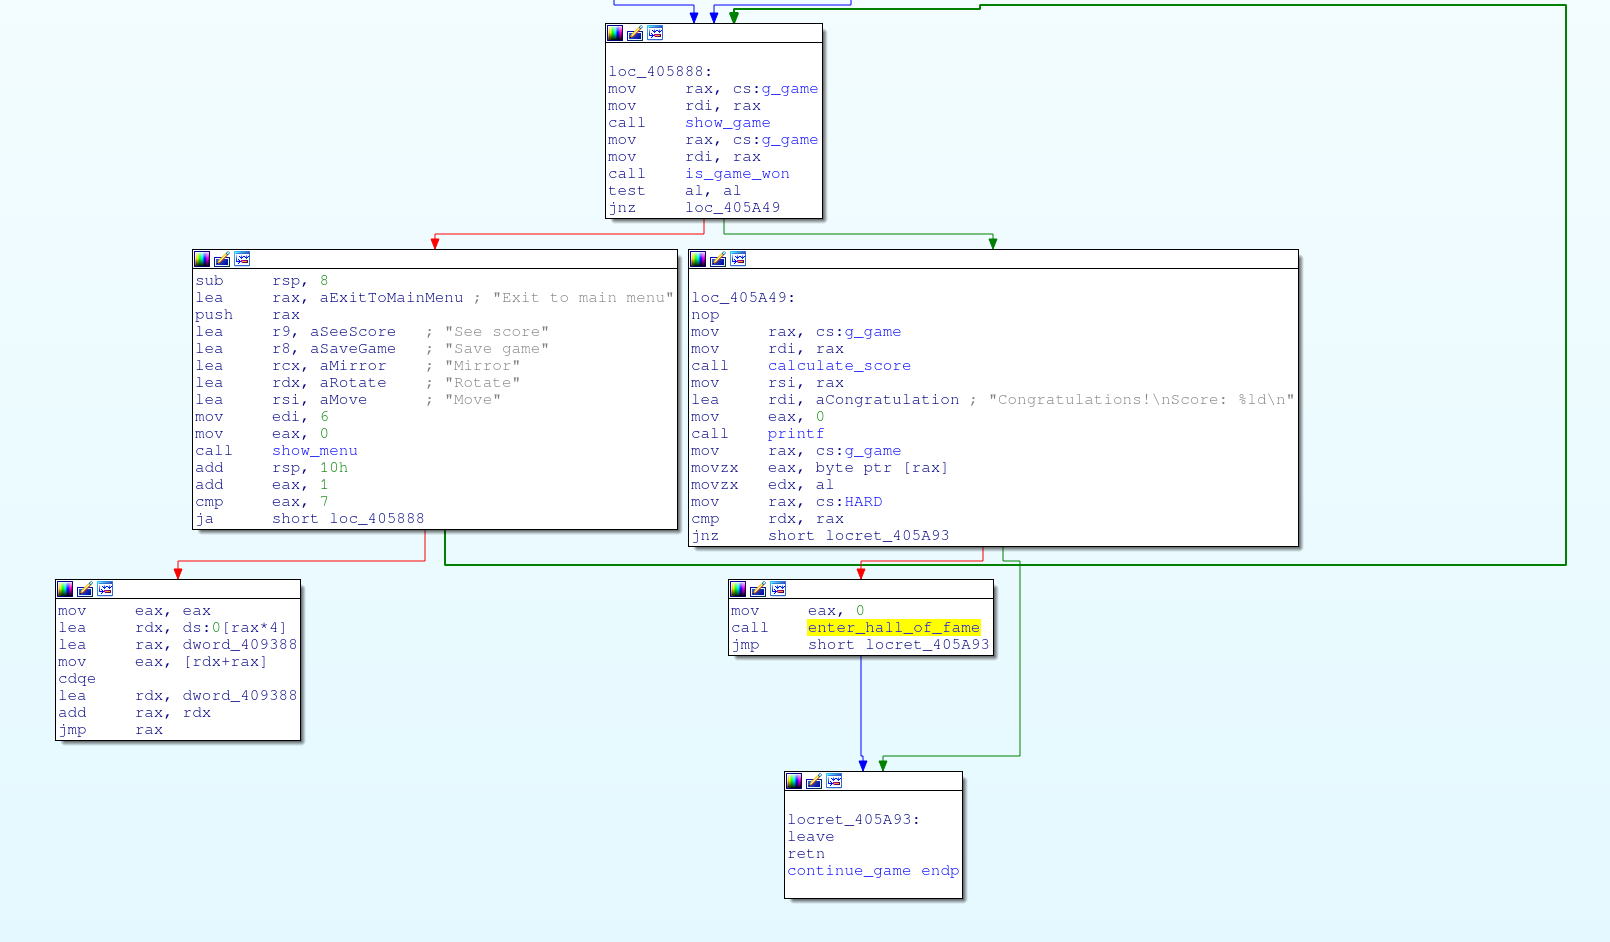 loc_405888:
mov rax, cs:g_game
mov rdi, rax
call show_game
mov rax, cs:g_game
mov rdi, rax
call is_game_won
test al, al
jnz loc_405A49
sub rsp, 8
lea rax, aExitToMainMenu ; "Exit to main menu"
push rax
lea r9, aSeeScore ; "See score"
lea r8, aSaveGame ; "Save game"
lea rcx, aMirror ; "Mirror"
lea rdx, aRotate ; "Rotate"
lea rsi, aMove ; "Move"
mov edi, 6
mov eax, 0
call show_menu
add rsp, 10h
add eax, 1
cmp eax, 7
ja short loc_405888
loc_405A49:
nop
mov rax, cs:g_game
mov rdi, rax
call calculate_score
mov rsi, rax
lea rdi, aCongratulation ; "Congratulations!\nScore: %ld\n"
mov eax, 0
call printf
mov rax, cs:g_game
movzx eax, byte ptr [rax]
movzx edx, al
mov rax, cs:HARD
cmp rdx, rax
jnz short locret_405A93
mov eax, eax
lea rdx, ds:0[rax*4]
lea rax, dword_409388
mov eax, [rdx+rax]
cdqe
lea rdx, dword_409388
add rax, rdx
jmp rax
mov eax, 0
call enter_hall_of_fame
jmp short locret_405A93
locret_405A93:
leave
retn
continue_game endp